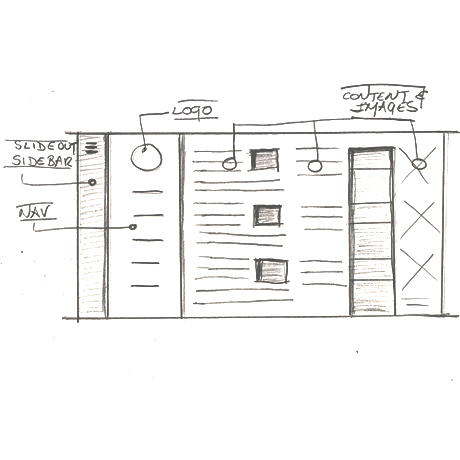 LOGO
CONTENT &
IMAGES
SLIDEOUT
SIDEBAR
NAV